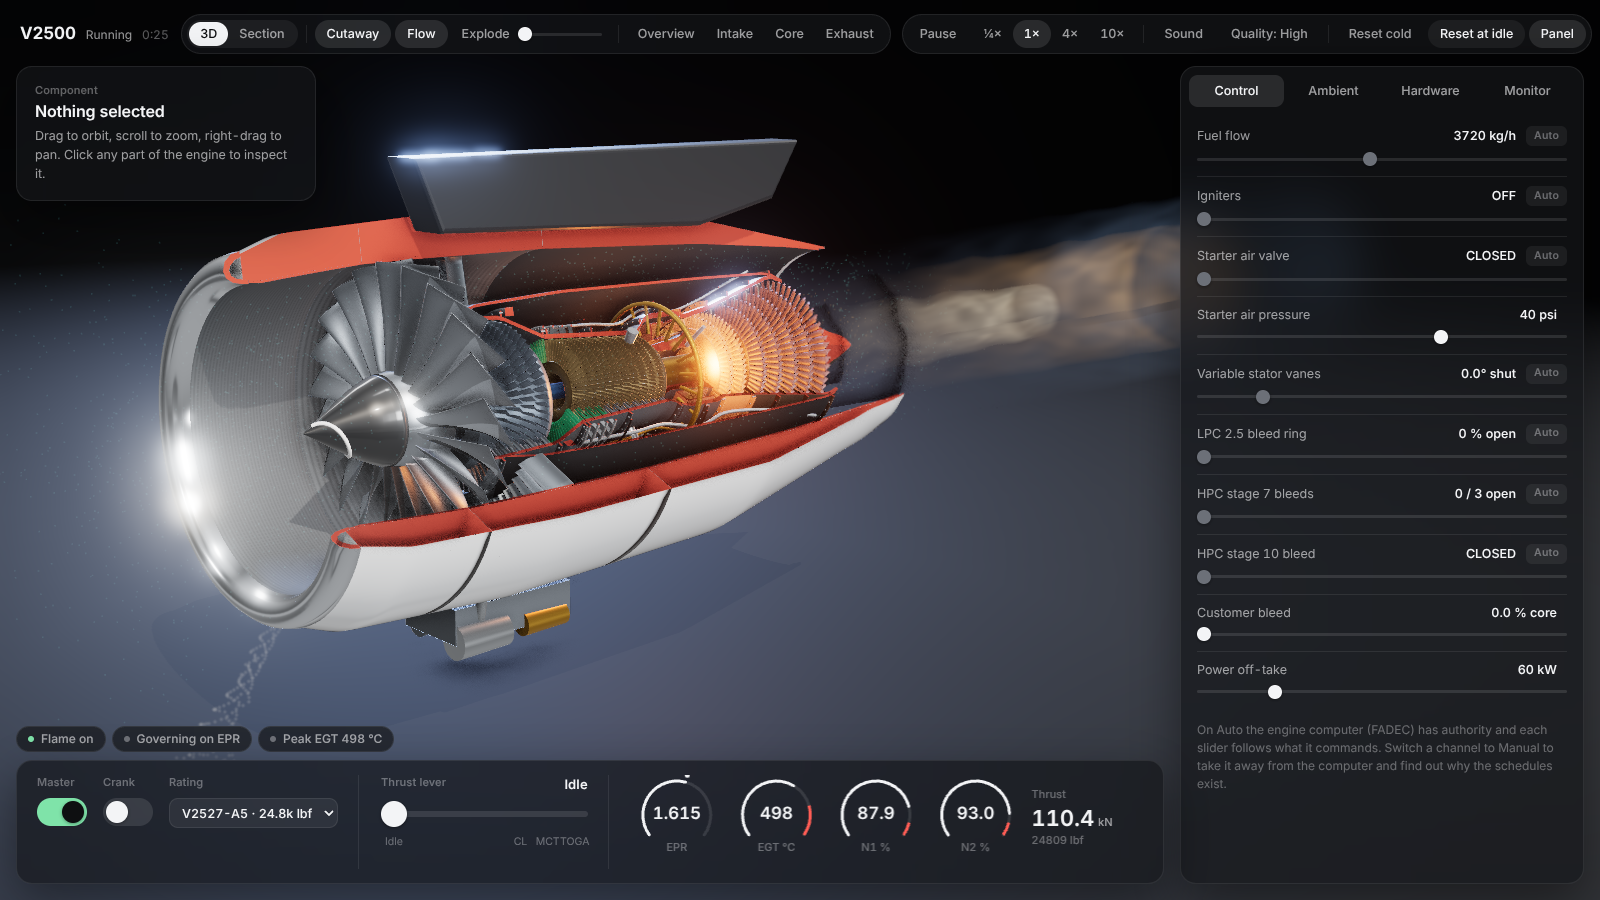 V2500 Running 0:25 3D Section Cutaway Flow Explode Overview Intake Core Exhaust Pause ¼× 1× 4× 10× Sound Quality: High Reset cold Reset at idle Panel
Component
Nothing selected
Drag to orbit, scroll to zoom, right-drag to
pan. Click any part of the engine to inspect
it.
Control Ambient Hardware Monitor
Fuel flow 3720 kg/h Auto
Igniters OFF Auto
Starter air valve CLOSED Auto
Starter air pressure 40 psi
Variable stator vanes 0.0° shut Auto
LPC 2.5 bleed ring 0 % open Auto
HPC stage 7 bleeds 0 / 3 open Auto
HPC stage 10 bleed CLOSED Auto
Customer bleed 0.0 % core
Power off-take 60 kW
On Auto the engine computer (FADEC) has authority and each
slider follows what it commands. Switch a channel to Manual to
take it away from the computer and find out why the schedules
exist.
Flame on Governing on EPR Peak EGT 498 °C
Master Crank Rating
V2527-A5 · 24.8k lbf
Thrust lever Idle
Idle CL MCTTOGA
1.615 498 87.9 93.0
EPR EGT °C N1 % N2 %
Thrust
110.4 kN
24809 lbf